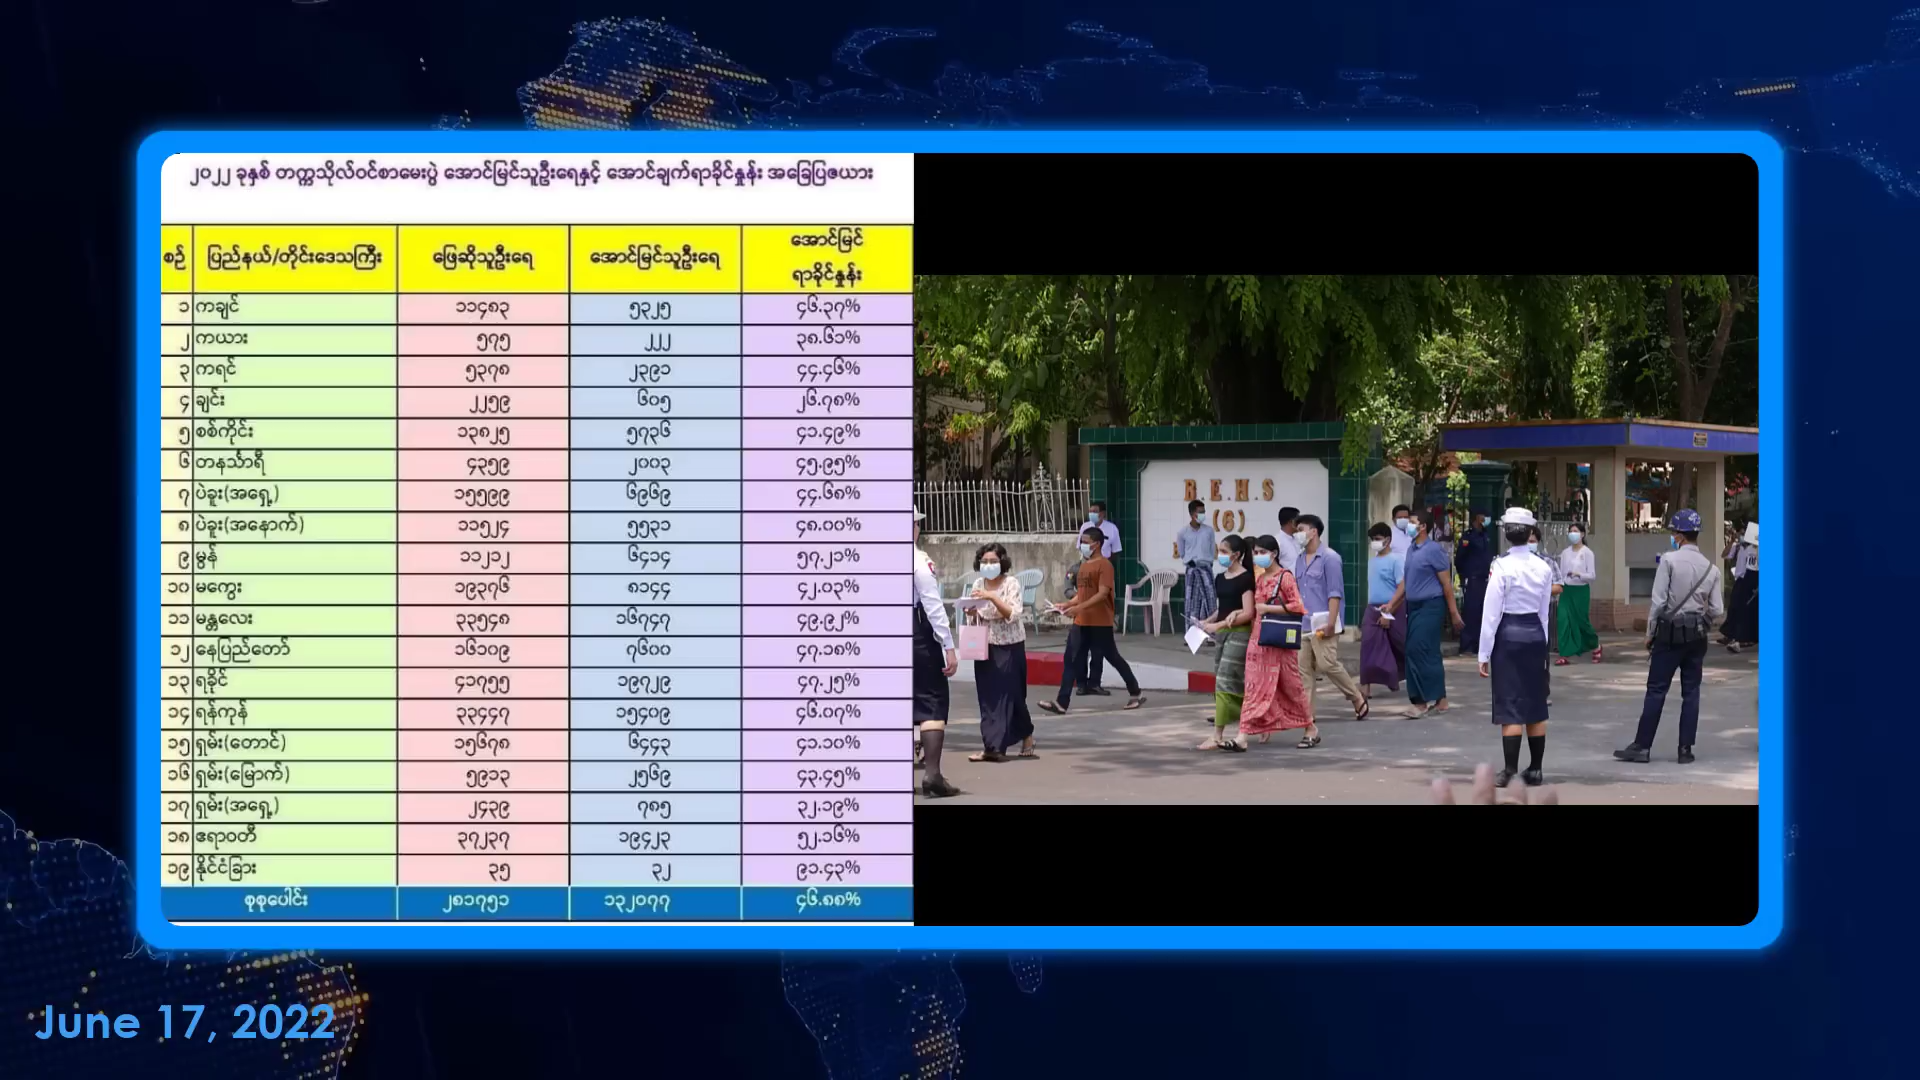 ၂၀၂၂ ခုနှစ် တက္ကသိုလ်ဝင်စာမေးပွဲ အောင်မြင်သူဦးရေနှင့် အောင်ချက်ရာခိုင်နှုန်း အခြေပြဇယား
စဉ် ပြည်နယ်/တိုင်းဒေသကြီး ဖြေဆိုသူဦးရေ အောင်မြင်သူဦးရေ အောင်မြင်
ရာခိုင်နှုန်း
၁ ကချင် ၁၁၄၈၃ ၅၃၂၅ ၄၆.၃၇%
၂ ကယား ၅၇၅ ၂၂၂ ၃၈.၆၁%
၃ ကရင် ၅၃၇၈ ၂၃၉၁ ၄၄.၄၆%
၄ ချင်း ၂၂၅၉ ၆၀၅ ၂၆.၇၈%
၅ စစ်ကိုင်း ၁၃၈၂၅ ၅၇၃၆ ၄၁.၄၉%
၆ တနင်္သာရီ ၄၃၅၉ ၂၀၀၃ ၄၅.၉၅%
၇ ပဲခူး(အရှေ့) ၁၅၅၉၉ ၆၉၆၉ ၄၄.၆၈%
၈ ပဲခူး(အနောက်) ၁၁၅၂၄ ၅၅၃၁ ၄၈.၀၀%
၉ မွန် ၁၁၂၁၂ ၆၄၁၄ ၅၇.၂၁%
၁၀ မကွေး ၁၉၃၇၆ ၈၁၄၄ ၄၂.၀၃%
၁၁ မန္တလေး ၃၃၅၄၈ ၁၆၇၄၇ ၄၉.၉၂%
၁၂ နေပြည်တော် ၁၆၁၀၉ ၇၆၀၀ ၄၇.၁၈%
၁၃ ရခိုင် ၄၁၇၅၅ ၁၉၇၂၉ ၄၇.၂၅%
၁၄ ရန်ကုန် ၃၃၄၄၇ ၁၅၄၀၉ ၄၆.၀၇%
၁၅ ရှမ်း(တောင်) ၁၅၆၇၈ ၆၄၄၃ ၄၁.၁၀%
၁၆ ရှမ်း(မြောက်) ၅၉၁၃ ၂၅၆၉ ၄၃.၄၅%
၁၇ ရှမ်း(အရှေ့) ၂၄၃၉ ၇၈၅ ၃၂.၁၉%
၁၈ ဧရာဝတီ ၃၇၂၃၇ ၁၉၄၂၃ ၅၂.၁၆%
၁၉ နိုင်ငံခြား ၃၅ ၃၂ ၉၁.၄၃%
စုစုပေါင်း ၂၈၁၇၅၁ ၁၃၂၀၇၇ ၄၆.၈၈%
B.E.H.S
(6)
June 17, 2022